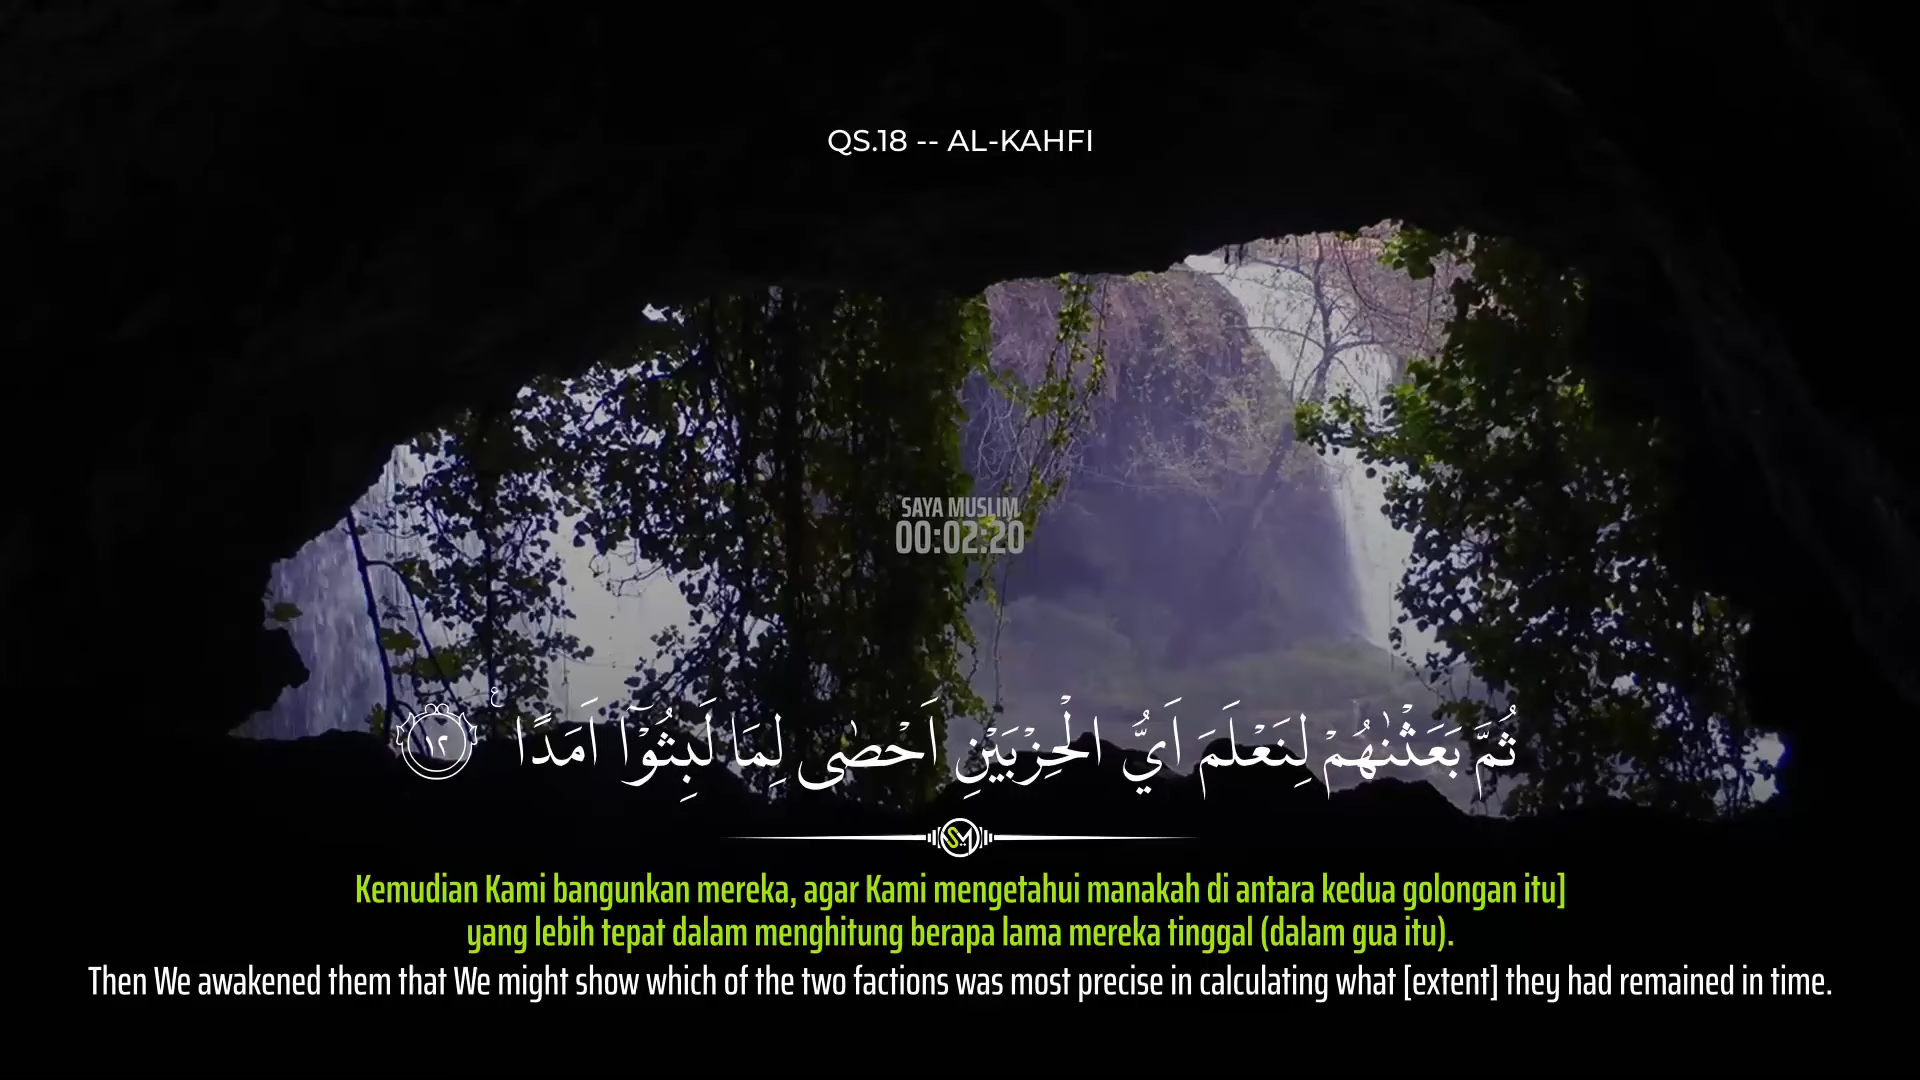 QS.18 -- AL-KAHFI
SAYA MUSLIM
00:02:20
ثُمَّ بَعَثْنٰهُمْ لِنَعْلَمَ اَيُّ الْحِزْبَيْنِ اَحْصٰى لِمَا لَبِثُوْٓا اَمَدًا ࣖ ١٢
SM
Kemudian Kami bangunkan mereka, agar Kami mengetahui manakah di antara kedua golongan itu]
yang lebih tepat dalam menghitung berapa lama mereka tinggal (dalam gua itu).
Then We awakened them that We might show which of the two factions was most precise in calculating what [extent] they had remained in time.